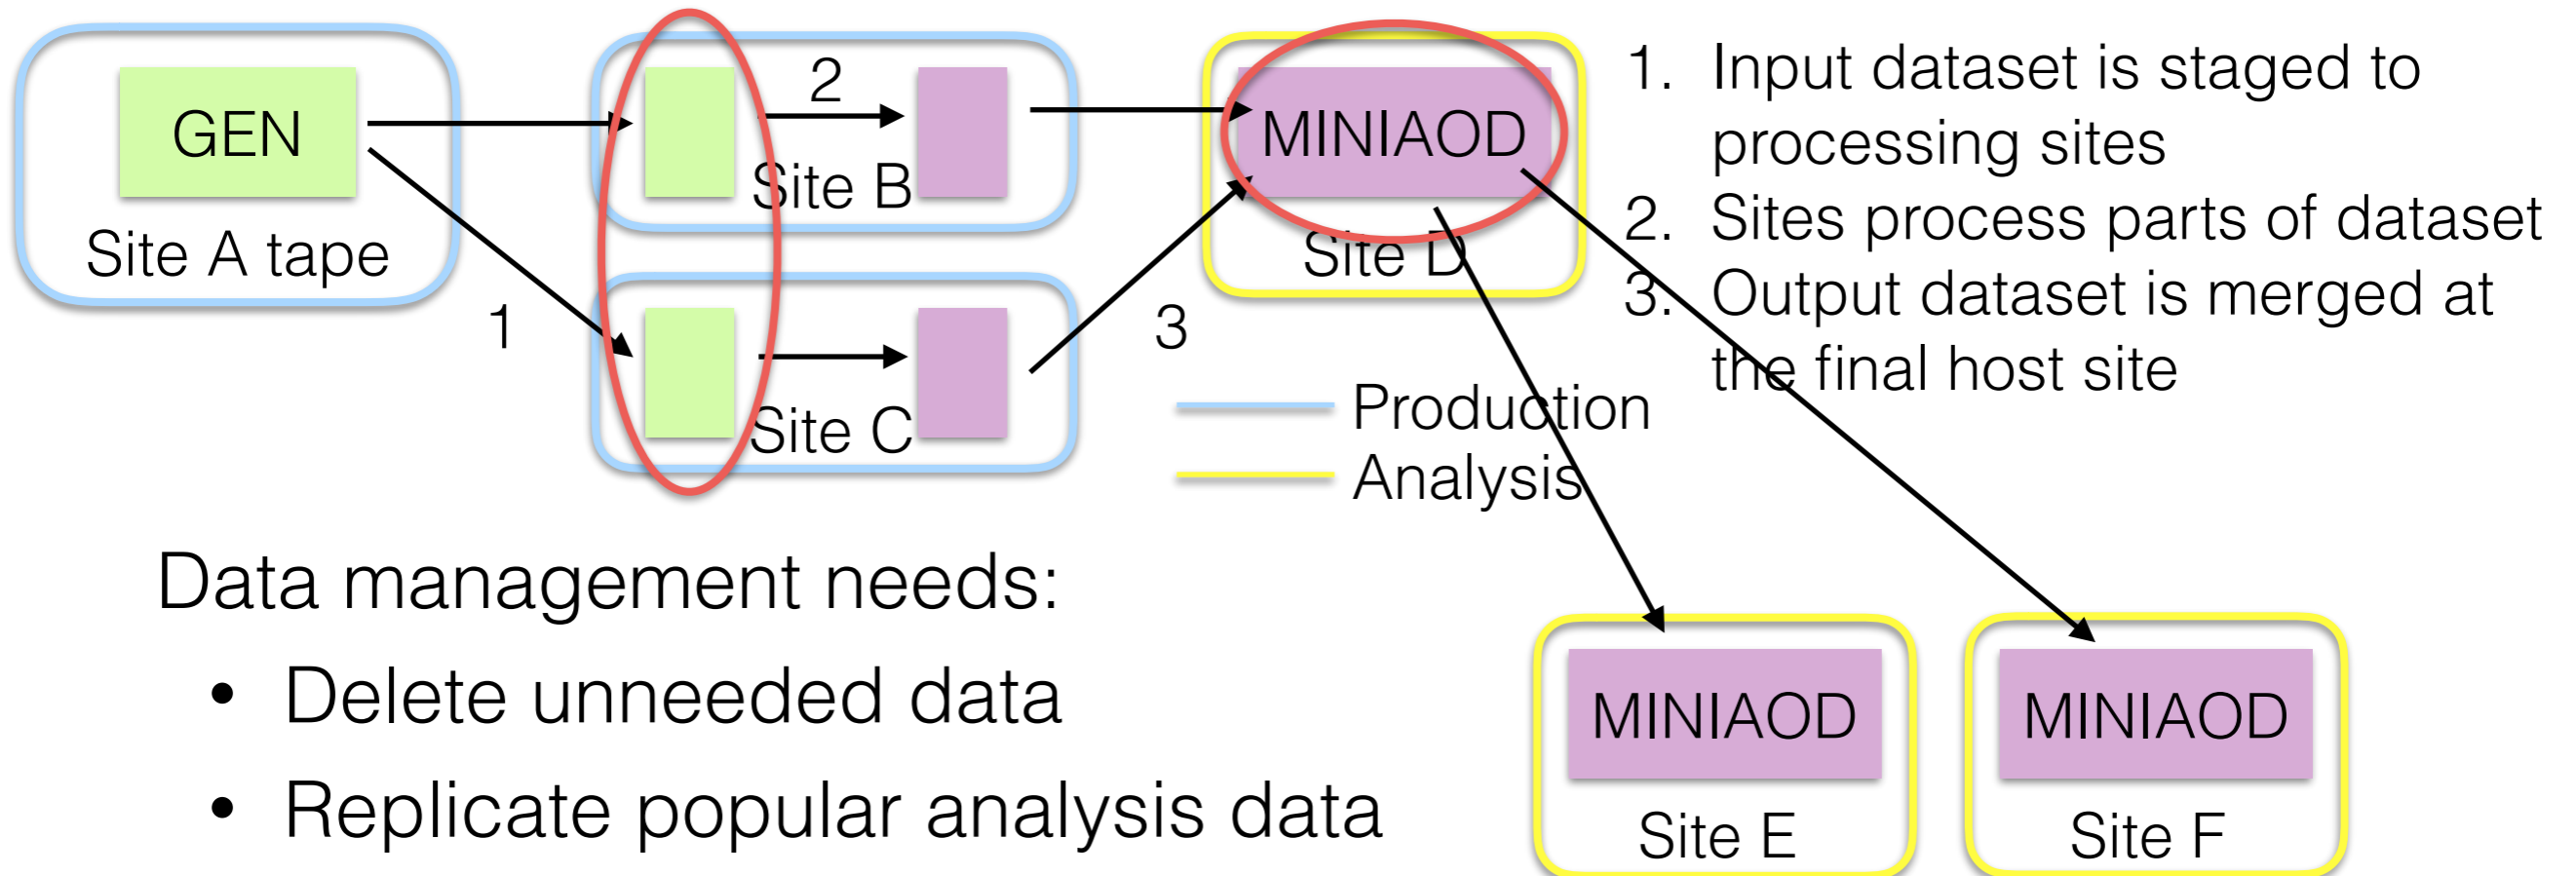 GEN
Site A tape
1
2
Site B
Site C
3
MINIAOD
Site D
1. Input dataset is staged to
processing sites
2. Sites process parts of dataset
3. Output dataset is merged at
the final host site
Production
Analysis
Data management needs:
• Delete unneeded data
• Replicate popular analysis data
MINIAOD
Site E
MINIAOD
Site F